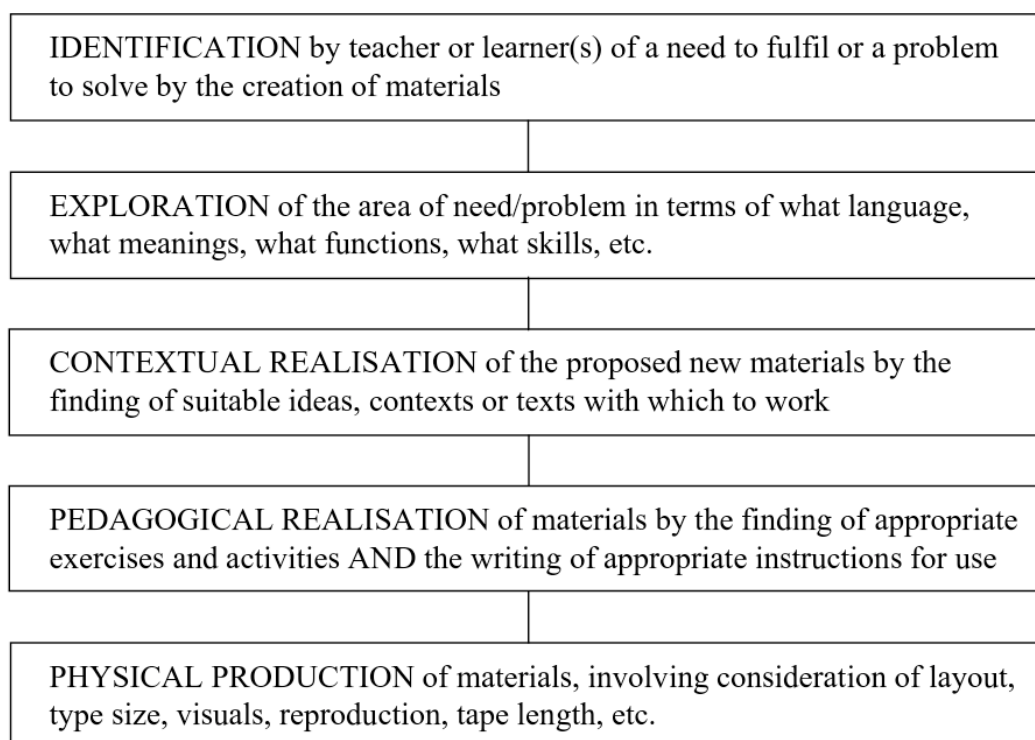 IDENTIFICATION by teacher or learner(s) of a need to fulfil or a problem
to solve by the creation of materials
EXPLORATION of the area of need/problem in terms of what language,
what meanings, what functions, what skills, etc.
CONTEXTUAL REALISATION of the proposed new materials by the
finding of suitable ideas, contexts or texts with which to work
PEDAGOGICAL REALISATION of materials by the finding of appropriate
exercises and activities AND the writing of appropriate instructions for use
PHYSICAL PRODUCTION of materials, involving consideration of layout,
type size, visuals, reproduction, tape length, etc.